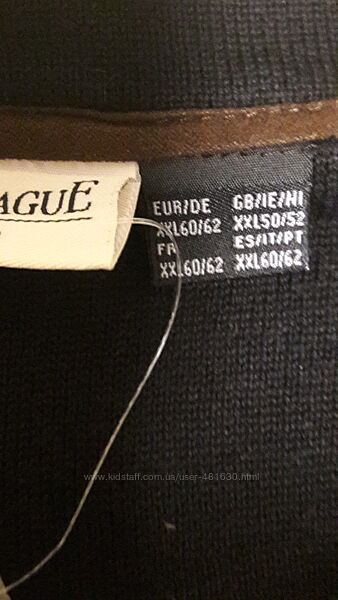 AGUE
EUR/DE GB/IE/NI
XXL60/62 XXL50/52
FR ES/IT/PT
XXL60/62 XXL60/62
www.kidstaff.com.ua/user-481630.html